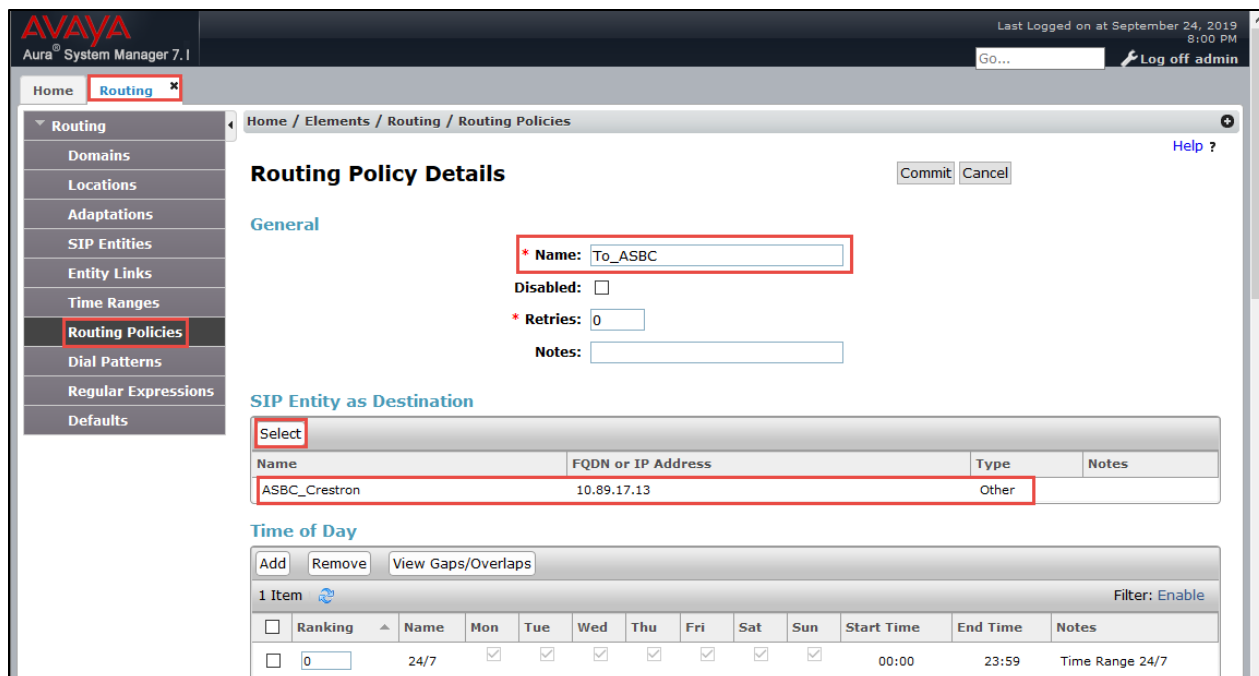 AVAYA
Aura® System Manager 7.1
Last Logged on at September 24, 2019
8:00 PM
Go...
Log off admin
Home
Routing
Routing
Domains
Locations
Adaptations
SIP Entities
Entity Links
Time Ranges
Routing Policies
Dial Patterns
Regular Expressions
Defaults
Home / Elements / Routing / Routing Policies
Help ?
Routing Policy Details
Commit Cancel
General
* Name: To_ASBC
Disabled:
* Retries: 0
Notes:
SIP Entity as Destination
Select
Name FQDN or IP Address Type Notes
ASBC_Crestron 10.89.17.13 Other
Time of Day
Add Remove View Gaps/Overlaps
1 Item Filter: Enable
Ranking Name Mon Tue Wed Thu Fri Sat Sun Start Time End Time Notes
0 24/7 00:00 23:59 Time Range 24/7